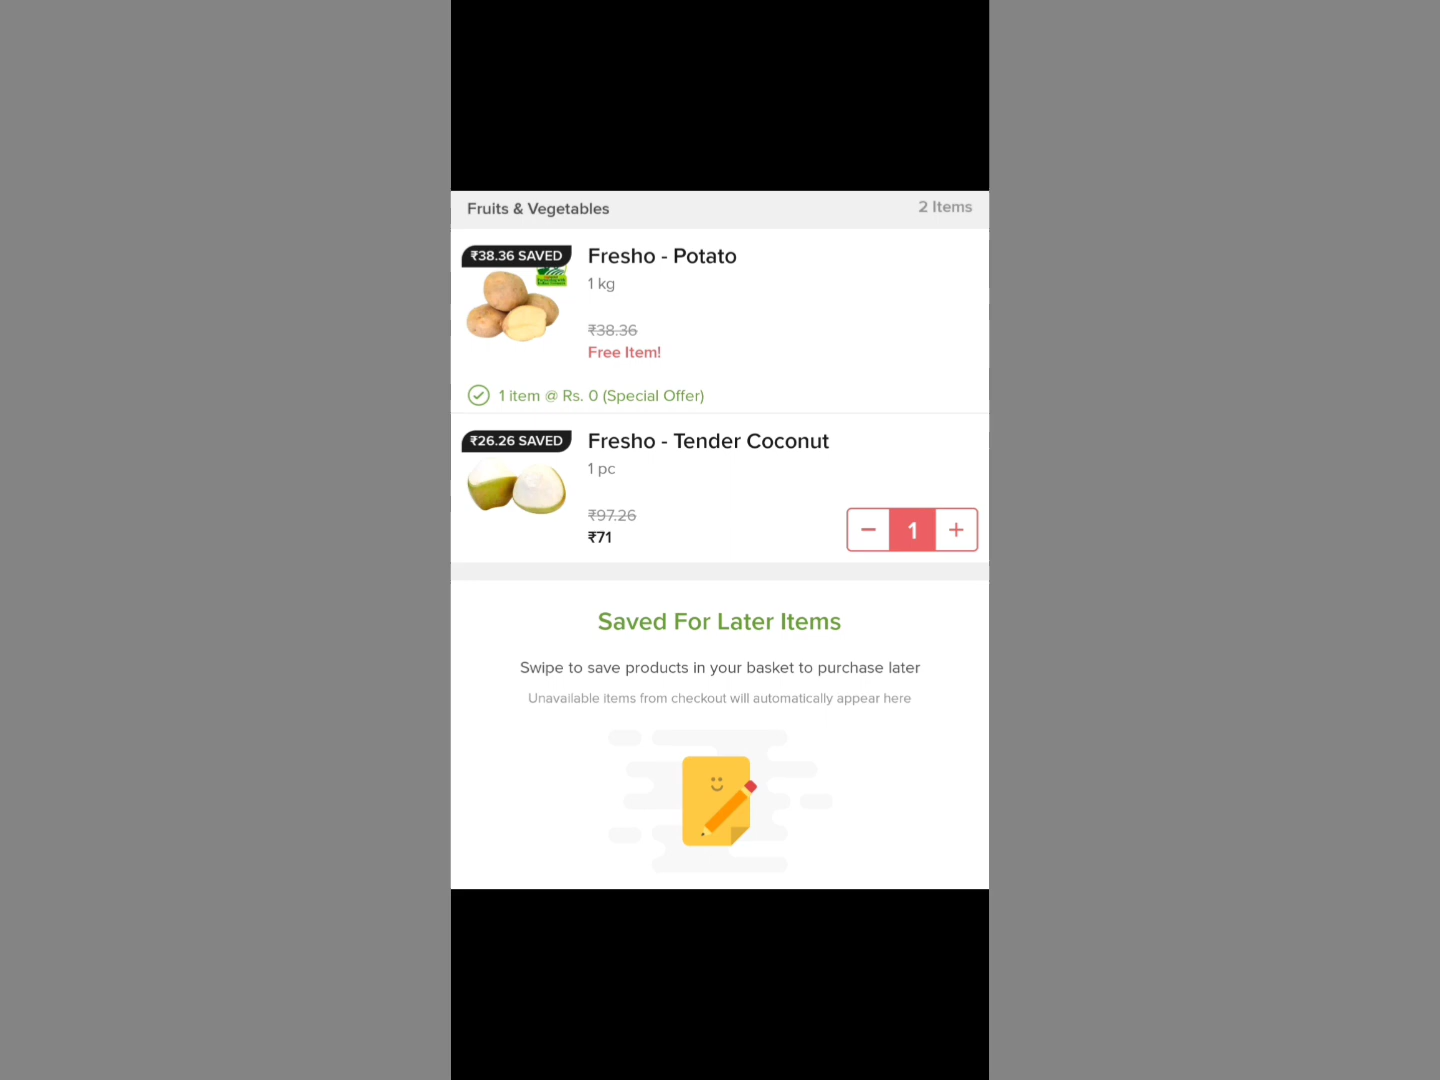 Fruits & Vegetables
2 Items
₹38.36 SAVED
Fresho - Potato
1 kg
₹38.36
Free Item!
1 item @ Rs. 0 (Special Offer)
₹26.26 SAVED
Fresho - Tender Coconut
1 pc
₹97.26
₹71
− 1 +
Saved For Later Items
Swipe to save products in your basket to purchase later
Unavailable items from checkout will automatically appear here